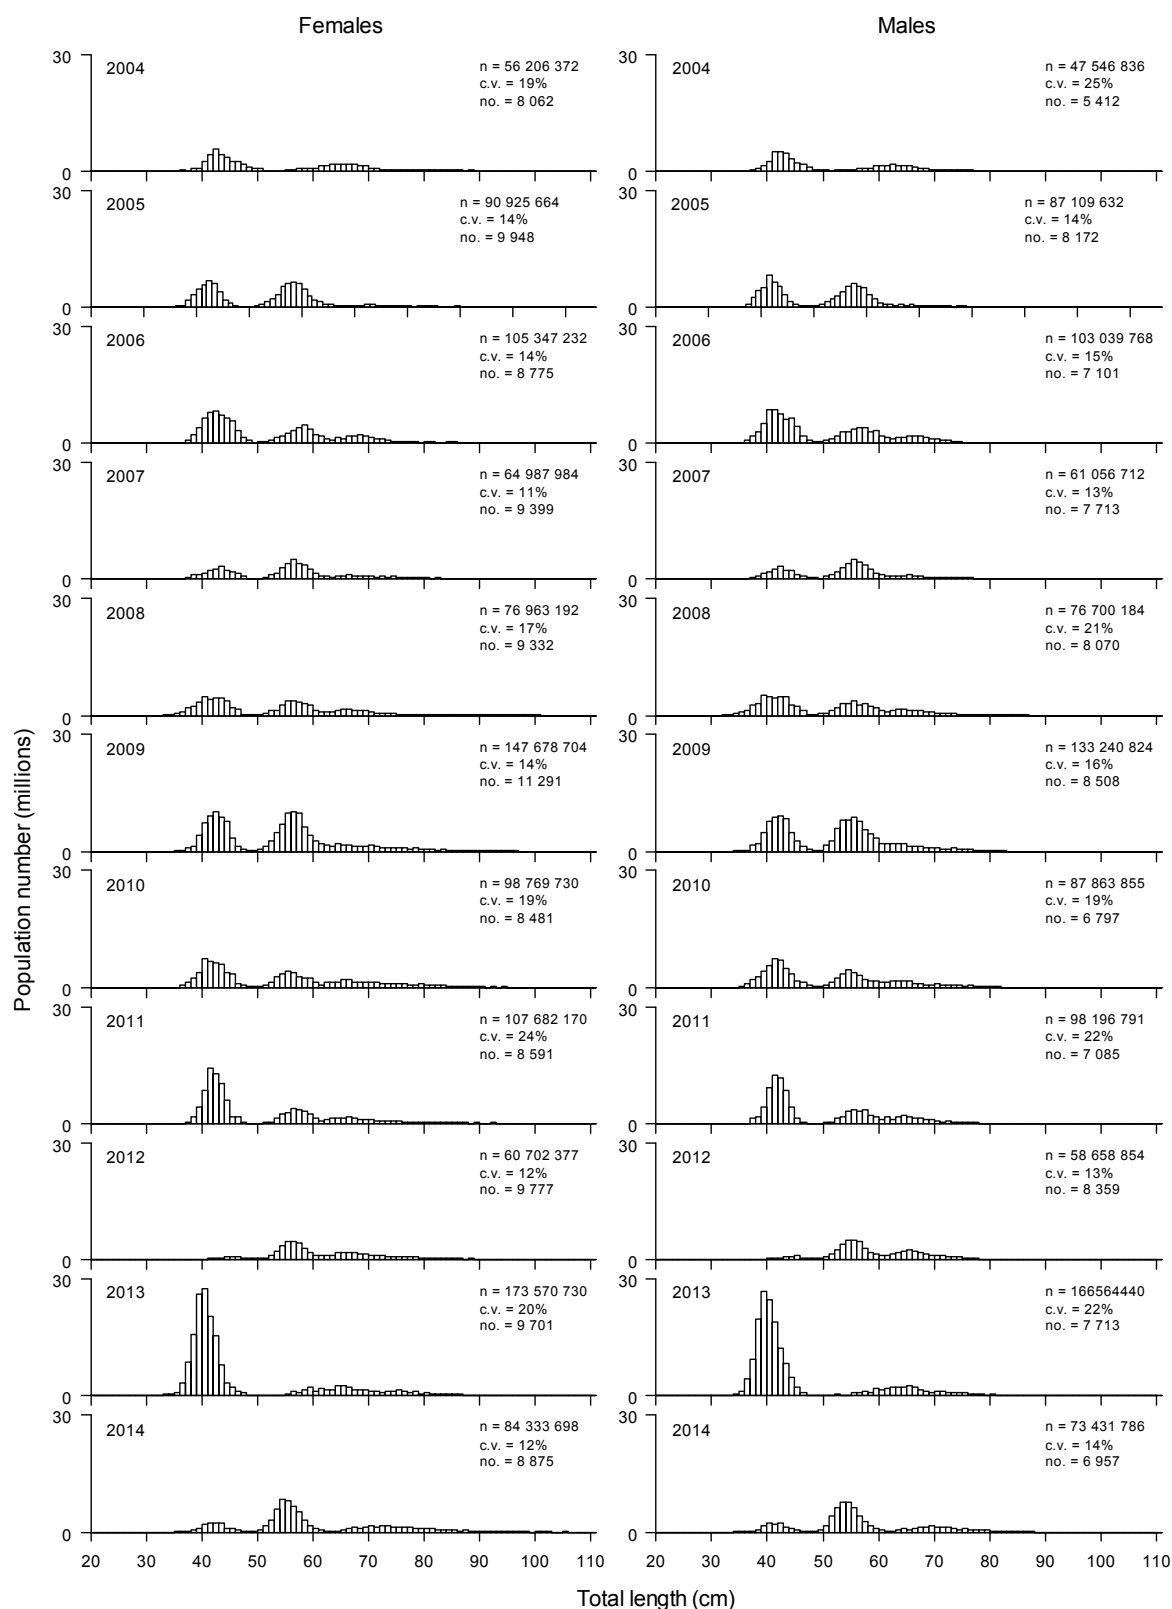 Females
Males
30
2004
n = 56 206 372
c.v. = 19%
no. = 8 062
0
2004
n = 47 546 836
c.v. = 25%
no. = 5 412
30
0
30
2005
n = 90 925 664
c.v. = 14%
no. = 9 948
0
30
2005
n = 87 109 632
c.v. = 14%
no. = 8 172
0
30
2006
n = 105 347 232
c.v. = 14%
no. = 8 775
0
30
2006
n = 103 039 768
c.v. = 15%
no. = 7 101
0
30
2007
n = 64 987 984
c.v. = 11%
no. = 9 399
0
30
2007
n = 61 056 712
c.v. = 13%
no. = 7 713
0
30
2008
n = 76 963 192
c.v. = 17%
no. = 9 332
0
30
2008
n = 76 700 184
c.v. = 21%
no. = 8 070
0
30
2009
n = 147 678 704
c.v. = 14%
no. = 11 291
0
30
2009
n = 133 240 824
c.v. = 16%
no. = 8 508
0
Population number (millions)
30
2010
n = 98 769 730
c.v. = 19%
no. = 8 481
0
30
2010
n = 87 863 855
c.v. = 19%
no. = 6 797
0
30
2011
n = 107 682 170
c.v. = 24%
no. = 8 591
0
30
2011
n = 98 196 791
c.v. = 22%
no. = 7 085
0
30
2012
n = 60 702 377
c.v. = 12%
no. = 9 777
0
30
2012
n = 58 658 854
c.v. = 13%
no. = 8 359
0
30
2013
n = 173 570 730
c.v. = 20%
no. = 9 701
0
30
2013
n = 166564440
c.v. = 22%
no. = 7 713
0
30
2014
n = 84 333 698
c.v. = 12%
no. = 8 875
0
30
2014
n = 73 431 786
c.v. = 14%
no. = 6 957
0
20 30 40 50 60 70 80 90 100 110
20 30 40 50 60 70 80 90 100 110
Total length (cm)